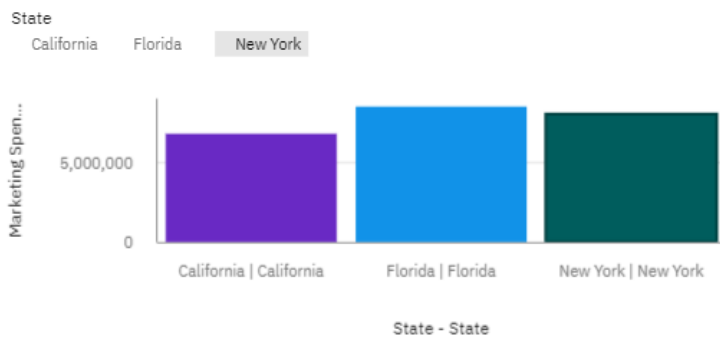 State
California Florida New York
Marketing Spen...
5,000,000
0
California | California Florida | Florida New York | New York
State - State